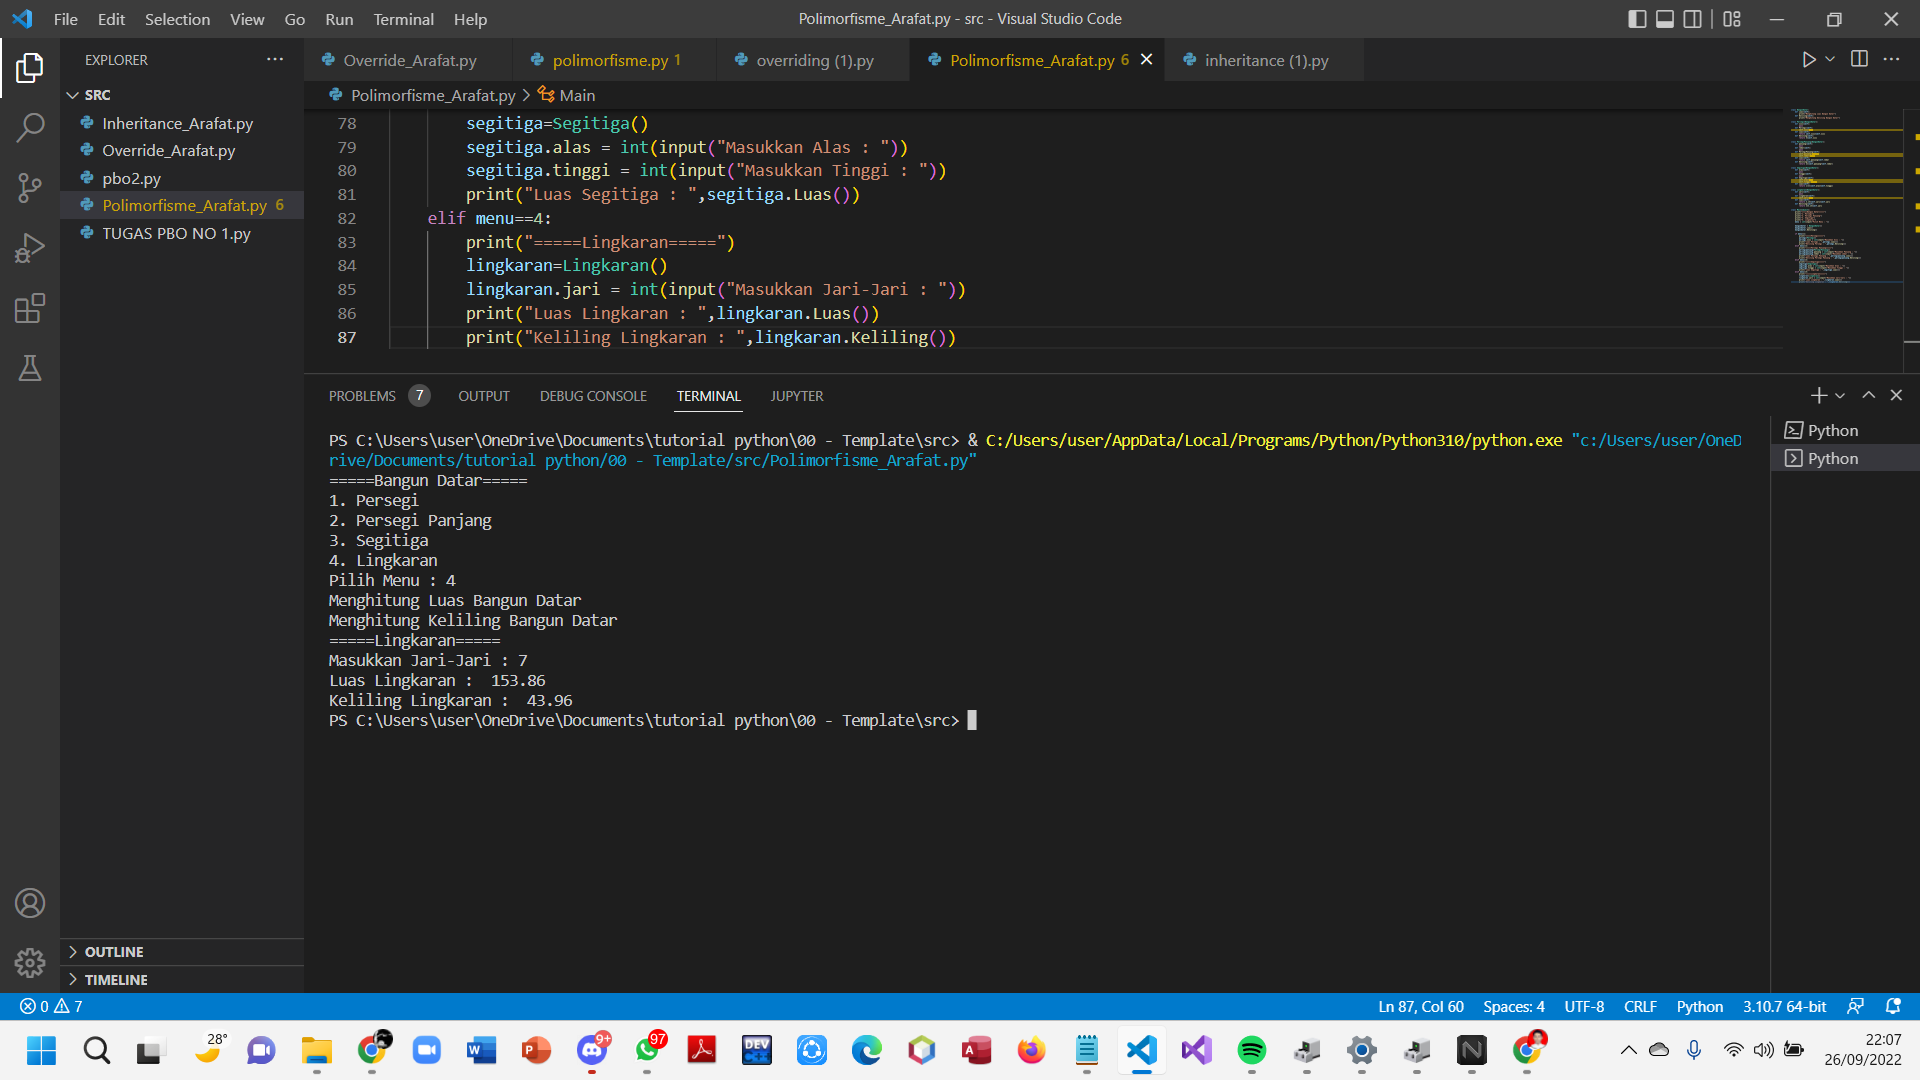 File Edit Selection View Go Run Terminal Help
Polimorfisme_Arafat.py - src - Visual Studio Code
EXPLORER
SRC
Inheritance_Arafat.py
Override_Arafat.py
pbo2.py
Polimorfisme_Arafat.py 6
TUGAS PBO NO 1.py
OUTLINE
TIMELINE
Override_Arafat.py polimorfisme.py 1 overriding (1).py Polimorfisme_Arafat.py 6 inheritance (1).py
Polimorfisme_Arafat.py > Main
78 segitiga=Segitiga()
79 segitiga.alas = int(input("Masukkan Alas : "))
80 segitiga.tinggi = int(input("Masukkan Tinggi : "))
81 print("Luas Segitiga : ",segitiga.Luas())
82 elif menu==4:
83 print("=====Lingkaran=====")
84 lingkaran=Lingkaran()
85 lingkaran.jari = int(input("Masukkan Jari-Jari : "))
86 print("Luas Lingkaran : ",lingkaran.Luas())
87 print("Keliling Lingkaran : ",lingkaran.Keliling())
PROBLEMS 7 OUTPUT DEBUG CONSOLE TERMINAL JUPYTER
PS C:\Users\user\OneDrive\Documents\tutorial python\00 - Template\src> & C:/Users/user/AppData/Local/Programs/Python/Python310/python.exe "c:/Users/user/OneD
rive/Documents/tutorial python/00 - Template/src/Polimorfisme_Arafat.py"
=====Bangun Datar=====
1. Persegi
2. Persegi Panjang
3. Segitiga
4. Lingkaran
Pilih Menu : 4
Menghitung Luas Bangun Datar
Menghitung Keliling Bangun Datar
=====Lingkaran=====
Masukkan Jari-Jari : 7
Luas Lingkaran :  153.86
Keliling Lingkaran :  43.96
PS C:\Users\user\OneDrive\Documents\tutorial python\00 - Template\src>
Python
Python
0 7
Ln 87, Col 60 Spaces: 4 UTF-8 CRLF Python 3.10.7 64-bit
28°
9+
97
DEV C++
22:07
26/09/2022